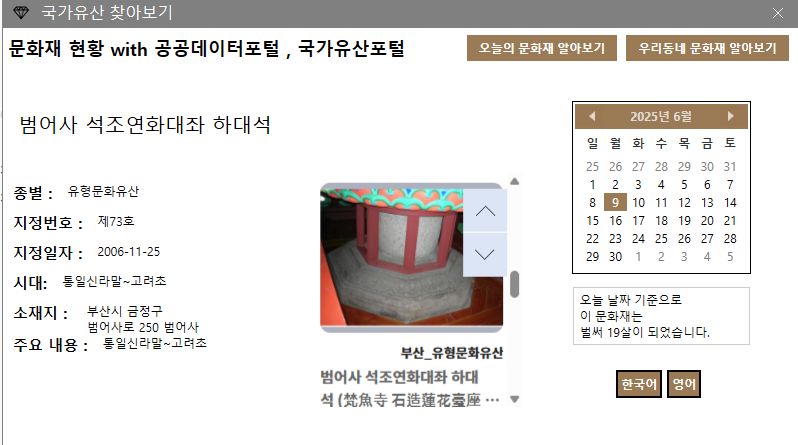 국가유산 찾아보기
문화재 현황 with 공공데이터포털 , 국가유산포털
오늘의 문화재 알아보기
우리동네 문화재 알아보기
범어사 석조연화대좌 하대석
종별 : 유형문화유산
지정번호 : 제73호
지정일자 : 2006-11-25
시대: 통일신라말~고려초
소재지 : 부산시 금정구
범어사로 250 범어사
주요 내용 : 통일신라말~고려초
부산_유형문화유산
범어사 석조연화대좌 하대
석 (梵魚寺 石造蓮花臺座 ...
2025년 6월
일 월 화 수 목 금 토
25 26 27 28 29 30 31
1 2 3 4 5 6 7
8 9 10 11 12 13 14
15 16 17 18 19 20 21
22 23 24 25 26 27 28
29 30 1 2 3 4 5
오늘 날짜 기준으로
이 문화재는
벌써 19살이 되었습니다.
한국어
영어